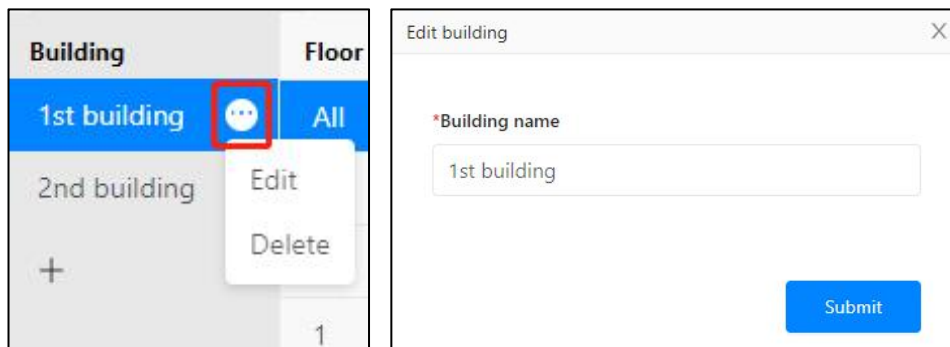 Building Floor
1st building ··· All
2nd building
Edit
Delete
+
1
Edit building X
*Building name
1st building
Submit